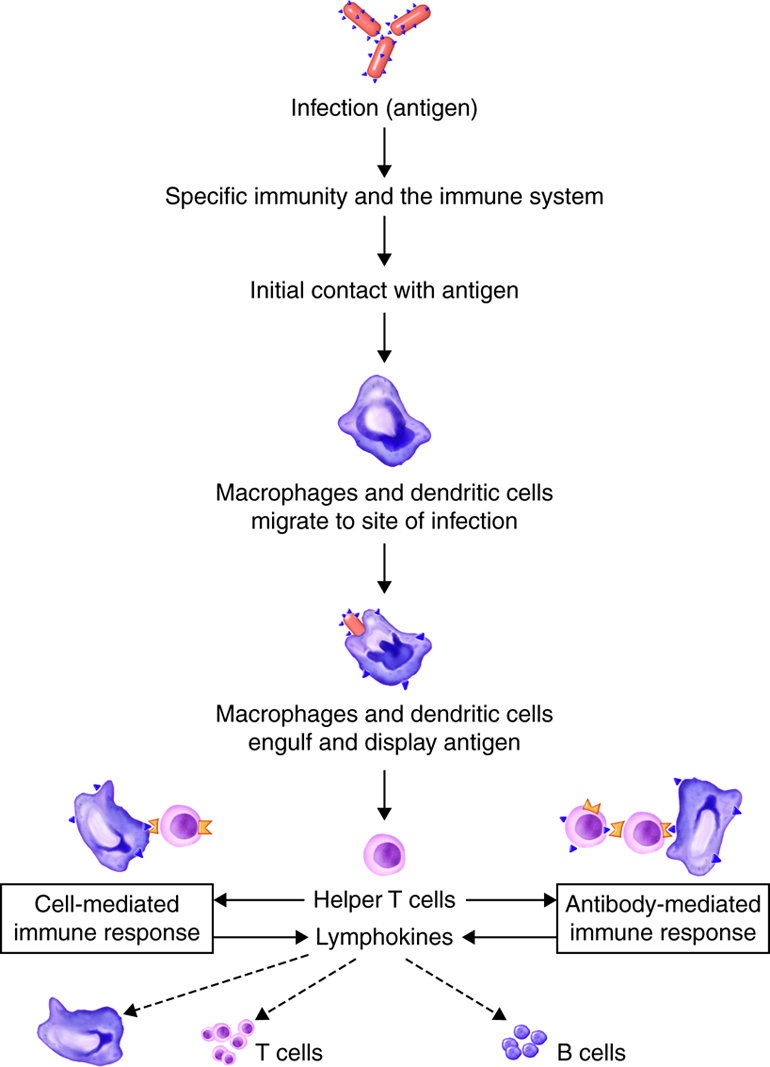 Infection (antigen)
Specific immunity and the immune system
Initial contact with antigen
Macrophages and dendritic cells
migrate to site of infection
Macrophages and dendritic cells
engulf and display antigen
Cell-mediated
immune response
Helper T cells
Lymphokines
Antibody-mediated
immune response
T cells
B cells